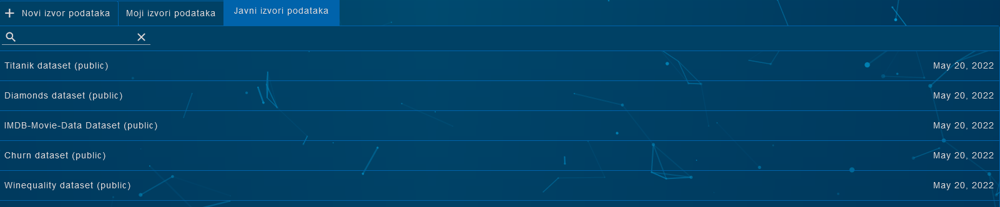 Novi izvor podataka Moji izvori podataka Javni izvori podataka
Titanik dataset (public) May 20, 2022
Diamonds dataset (public) May 20, 2022
IMDB-Movie-Data Dataset (public) May 20, 2022
Churn dataset (public) May 20, 2022
Winequality dataset (public) May 20, 2022